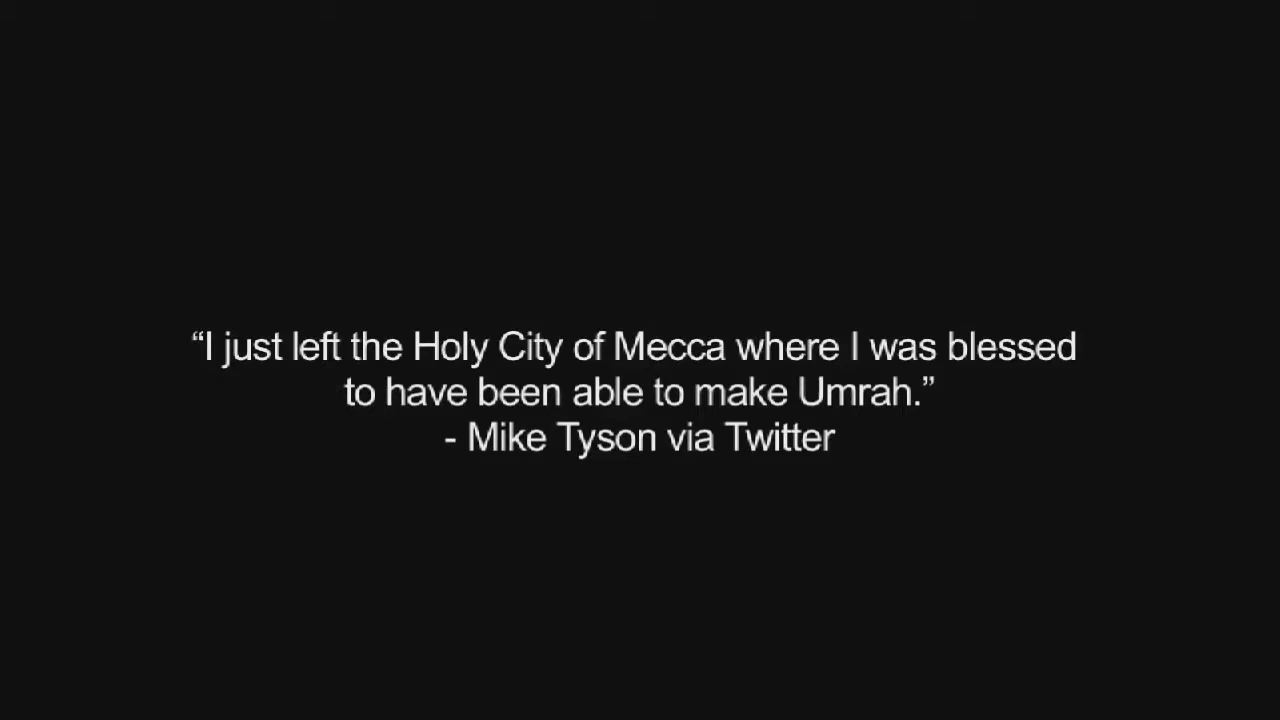 “I just left the Holy City of Mecca where I was blessed
to have been able to make Umrah.”
- Mike Tyson via Twitter